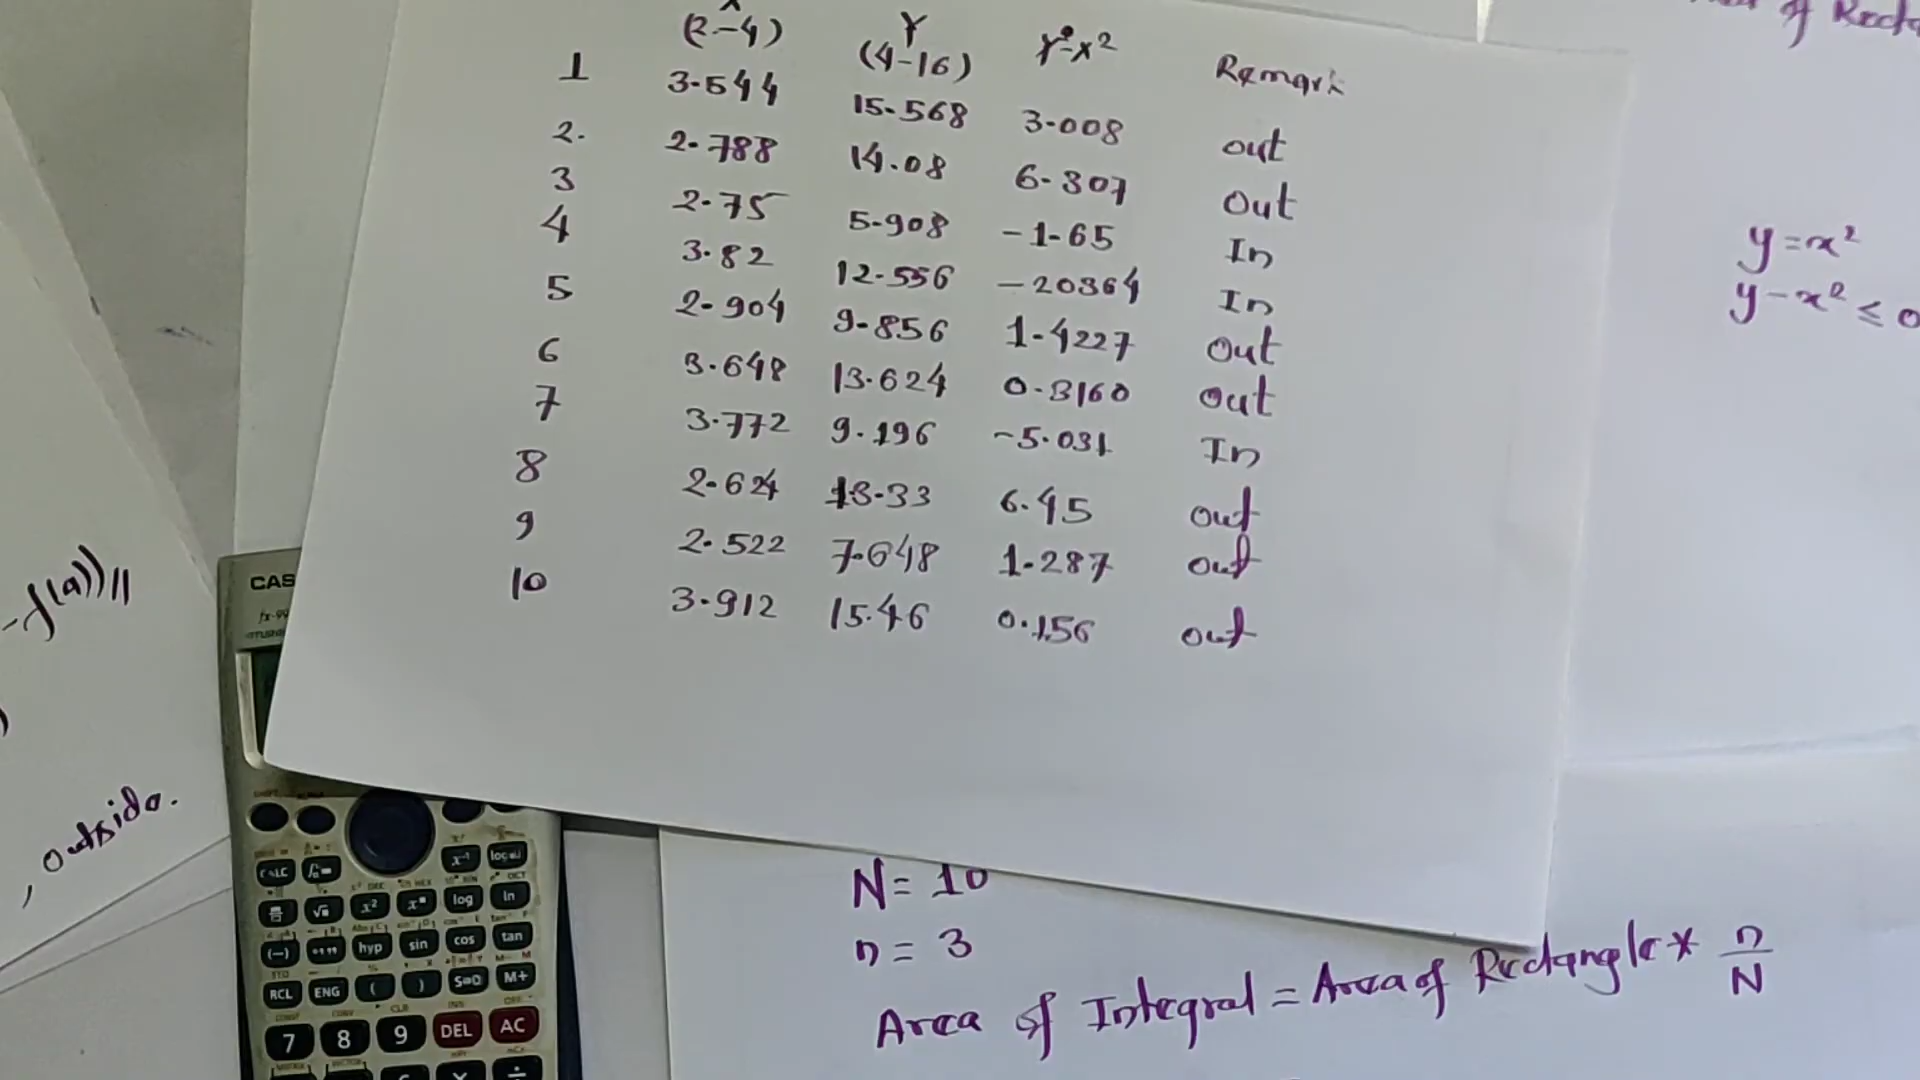 (2-4) Y (4-16) Y-x² Remark
1 3.544 15.568 3.008 out
2. 2.788 14.08 6.307 out
3 2.75 5.908 -1.65 In
4 3.82 12.556 -20364 In
5 2.904 9.856 1.4227 out
6 3.648 13.624 0.3160 out
7 3.772 9.196 -5.031 In
8 2.624 13.33 6.45 out
9 2.522 7.648 1.287 out
10 3.912 15.46 0.156 out
y=x²
y-x² ≤ 0
f(a))||
, outside.
N= 10
n = 3
Area of Integral = Area of Rectangle * n/N
CAS
CALC
x²
log
ln
(-)
hyp
sin
cos
tan
RCL
ENG
(
)
S⇔D
M+
7
8
9
DEL
AC